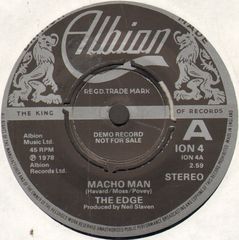 Albion
REGD. TRADE MARK
THE KING
OF RECORDS
DEMO RECORD
NOT FOR SALE
Albion
Music Ltd.
45 RPM
℗ 1978
Albion
Records Ltd.
A
ION 4
ION 4A
2.59
STEREO
MACHO MAN
(Havard/Moss/Povey)
THE EDGE
Produced by Neil Slaven